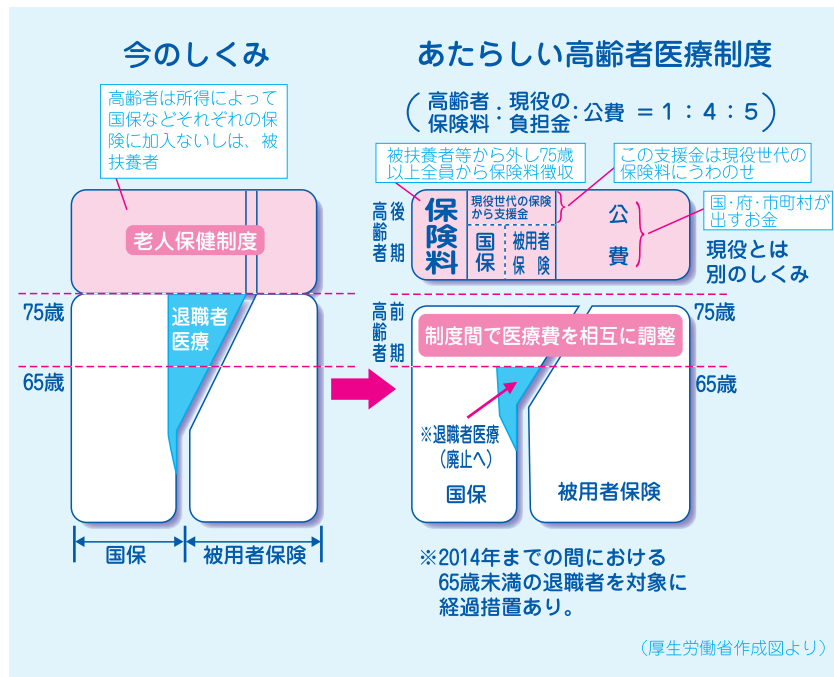 今のしくみ
高齢者は所得によって
国保などそれぞれの保
険に加入ないしは、被
扶養者
老人保健制度
75歳
退職者
医療
65歳
国保
被用者保険
あたらしい高齢者医療制度
(高齢者保険料:現役の負担金:公費=1:4:5)
被扶養者等から外し75歳
以上全員から保険料徴収
この支援金は現役世代の
保険料にうわのせ
国・府・市町村が
出すお金
後期
高齢者
保険料
現役世代の保険
から支援金
国保
被用者
保険
公費
現役とは
別のしくみ
前期
高齢者
75歳
制度間で医療費を相互に調整
65歳
※退職者医療
(廃止へ)
国保
被用者保険
※2014年までの間における
65歳未満の退職者を対象に
経過措置あり。
(厚生労働省作成図より)